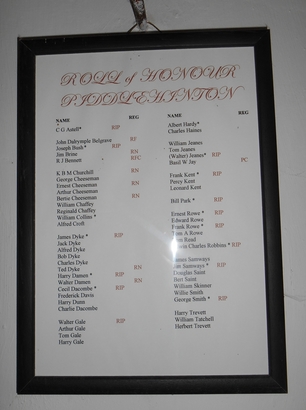 ROLL of HONOUR
PIDDLEHINTON
NAME REG
C G Astell* RIP
John Dalrymple Belgrave RF
Joseph Bush* RIP
Jim Brine RN
R J Bennett RFC
K B M Churchill RN
George Cheeseman
Ernest Cheeseman RN
Arthur Cheeseman
Bertie Cheeseman RN
William Chaffey
Reginald Chaffey
William Collins *
Alfred Croft
James Dyke * RIP
Jack Dyke
Alfred Dyke
Bob Dyke
Charles Dyke
Ted Dyke RN
Harry Damen * RIP
Walter Damen RN
Cecil Dacombe * RIP
Frederick Davis
Harry Dunn
Charlie Dacombe
Walter Gale RIP
Arthur Gale
Tom Gale
Harry Gale
NAME REG
Albert Hardy*
Charles Haines
William Jeanes
Tom Jeanes
(Walter) Jeanes* RIP
Basil W Jay PC
Frank Kent * RIP
Percy Kent
Leonard Kent
Bill Park * RIP
Ernest Rowe * RIP
Edward Rowe
Frank Rowe * RIP
A Rowe
Read
Charles Robbins * RIP
Samways
Samways * RIP
Douglas Saint
Bert Saint
William Skinner
Willie Smith
George Smith * RIP
Harry Trevett
William Tatchell
Herbert Trevett